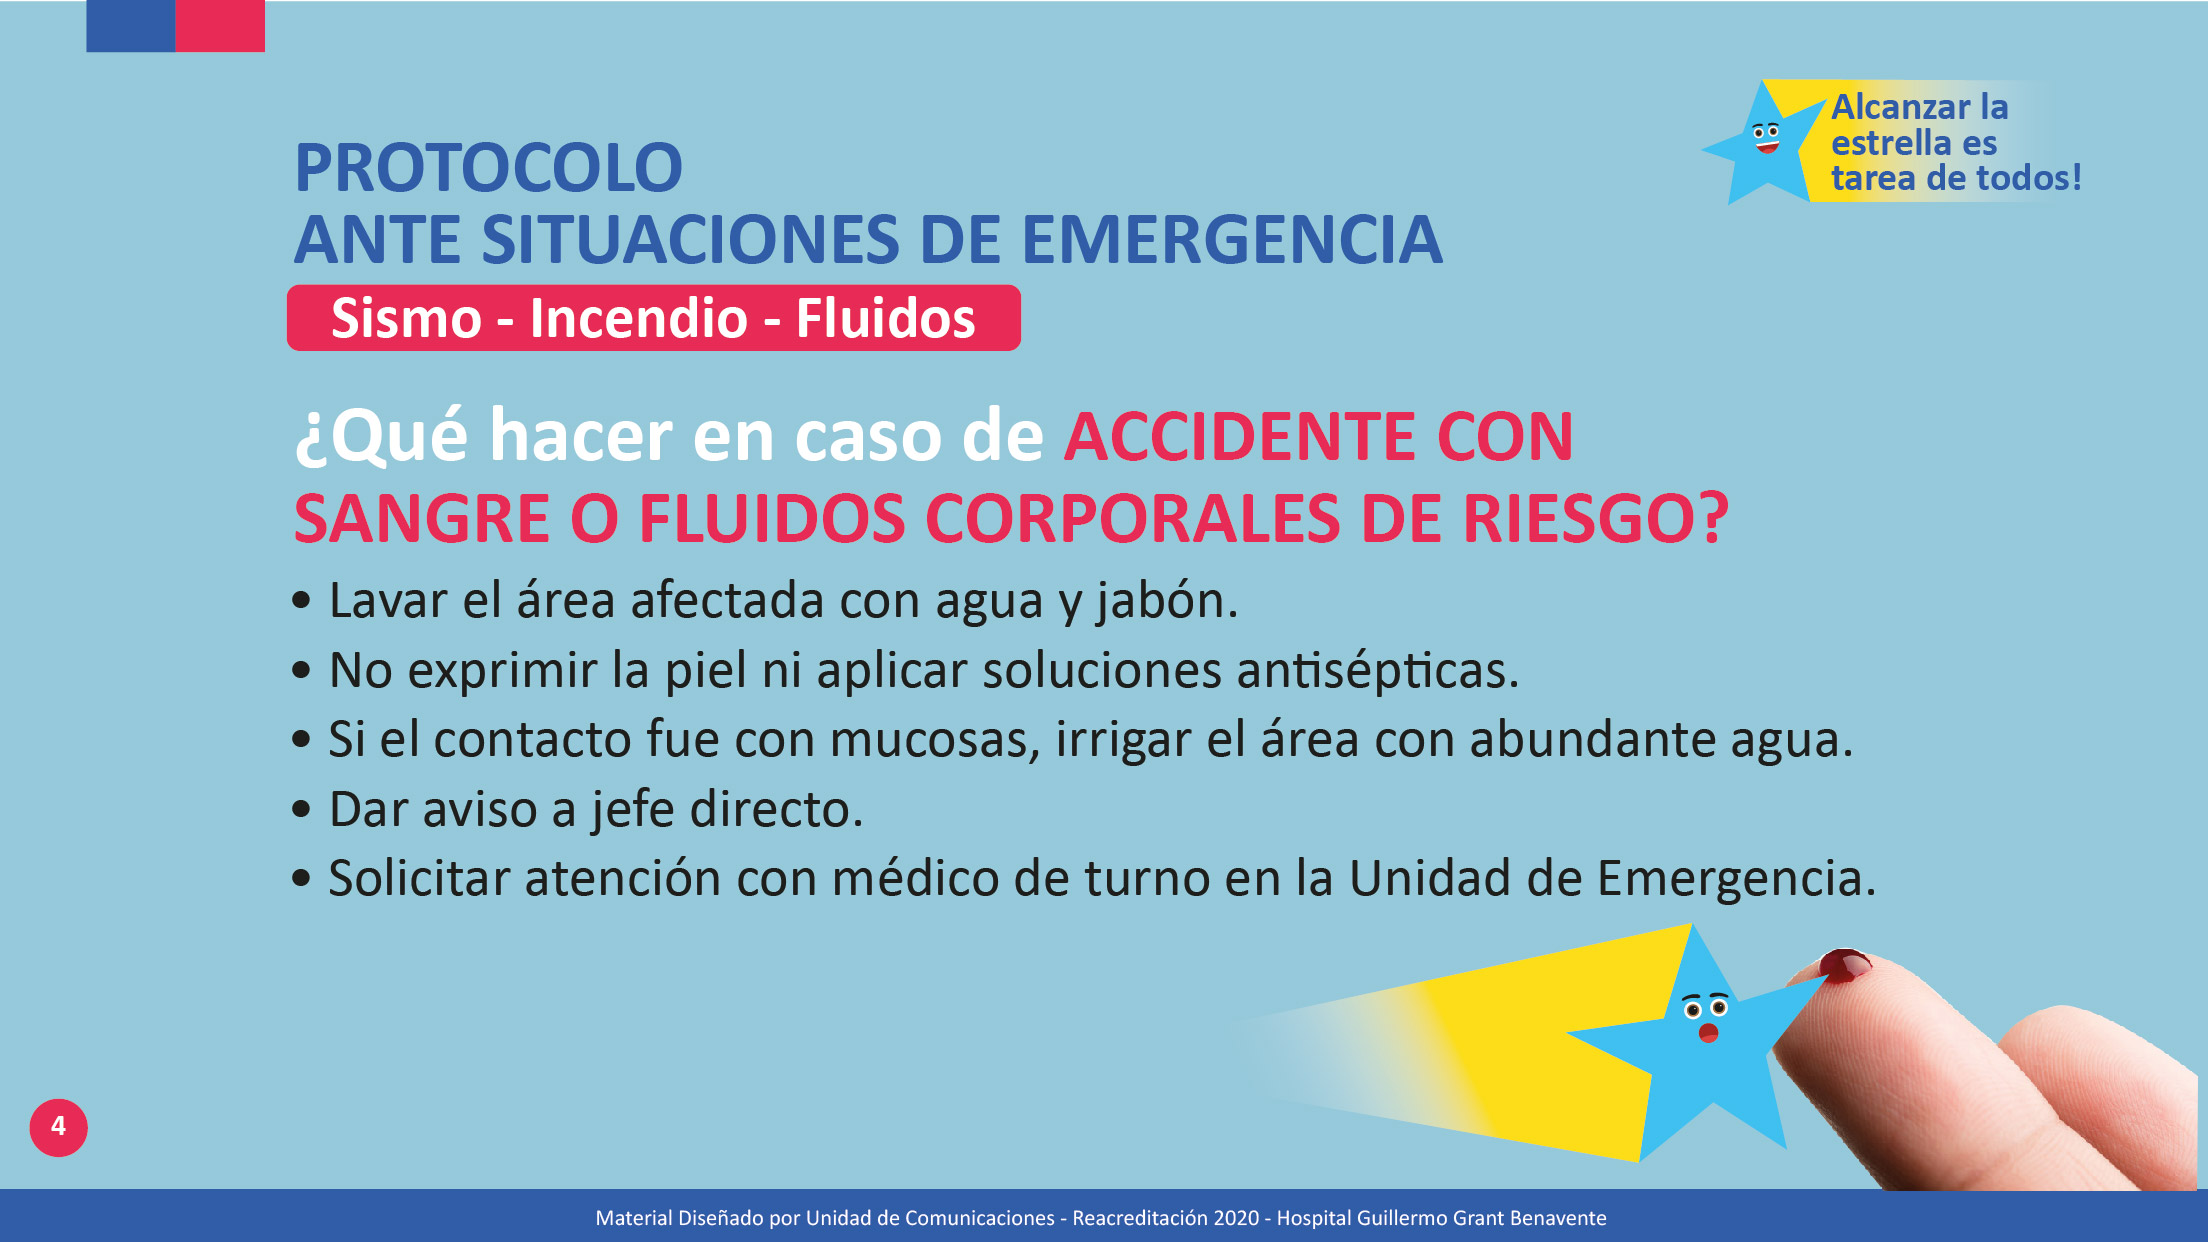 Alcanzar la
estrella es
tarea de todos!
PROTOCOLO
ANTE SITUACIONES DE EMERGENCIA
Sismo - Incendio - Fluidos
¿Qué hacer en caso de ACCIDENTE CON
SANGRE O FLUIDOS CORPORALES DE RIESGO?
• Lavar el área afectada con agua y jabón.
• No exprimir la piel ni aplicar soluciones antisépticas.
• Si el contacto fue con mucosas, irrigar el área con abundante agua.
• Dar aviso a jefe directo.
• Solicitar atención con médico de turno en la Unidad de Emergencia.
4
Material Diseñado por Unidad de Comunicaciones - Reacreditación 2020 - Hospital Guillermo Grant Benavente